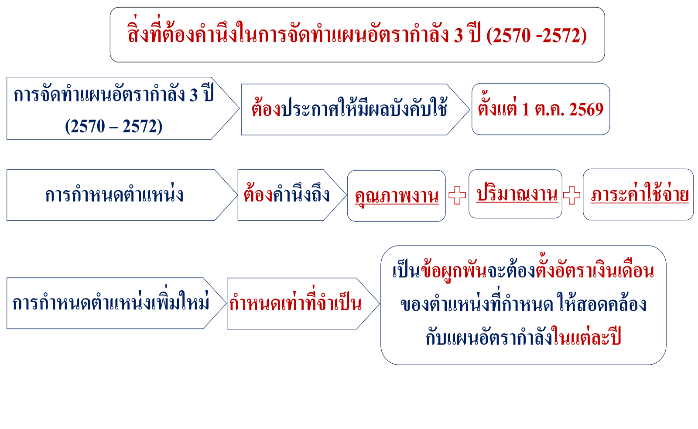 สิ่งที่ต้องคำนึงในการจัดทำแผนอัตรากำลัง 3 ปี (2570 -2572)
การจัดทำแผนอัตรากำลัง 3 ปี
(2570 – 2572)
ต้องประกาศให้มีผลบังคับใช้
ตั้งแต่ 1 ต.ค. 2569
การกำหนดตำแหน่ง
ต้องคำนึงถึง
คุณภาพงาน
ปริมาณงาน
ภาระค่าใช้จ่าย
การกำหนดตำแหน่งเพิ่มใหม่
กำหนดเท่าที่จำเป็น
เป็นข้อผูกพันจะต้องตั้งอัตราเงินเดือน
ของตำแหน่งที่กำหนด ให้สอดคล้อง
กับแผนอัตรากำลังในแต่ละปี